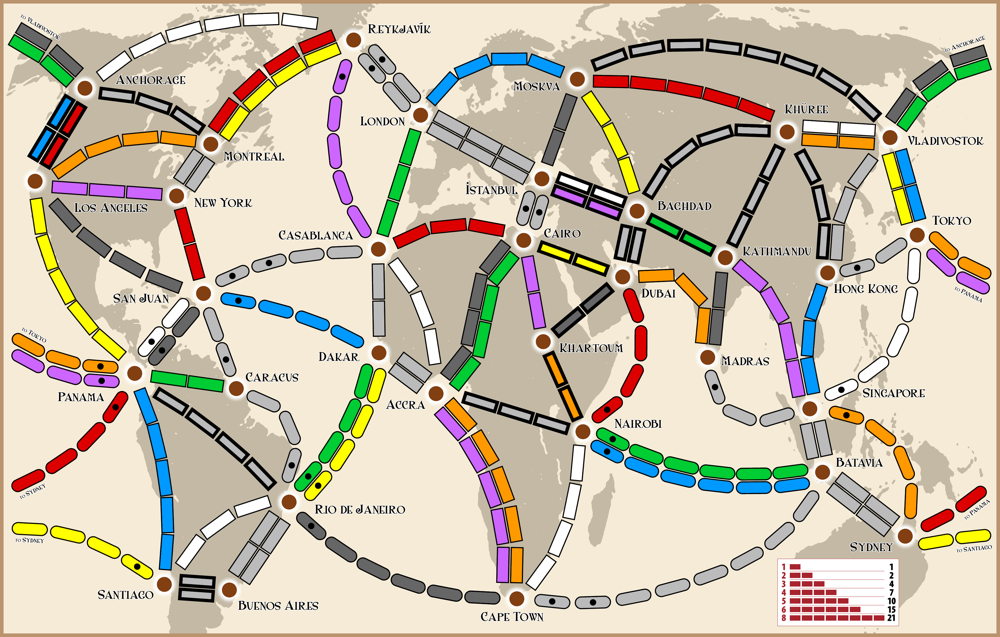 to Vladivostok
Reykjavík
to Anchorage
Anchorage
Moskva
Khüree
London
Vladivostok
Montreal
İstanbul
Los Angeles
New York
Baghdad
Tokyo
Casablanca
Cairo
Kathmandu
to Panama
San Juan
Dubai
Hong Kong
to Tokyo
Khartoum
Dakar
Madras
Panama
Caracus
Accra
Singapore
Nairobi
Batavia
to Sydney
Rio de Janeiro
to Panama
to Sydney
Sydney
to Santiago
Santiago
Buenos Aires
Cape Town
1 1
2 2
3 4
4 7
5 10
6 15
8 21